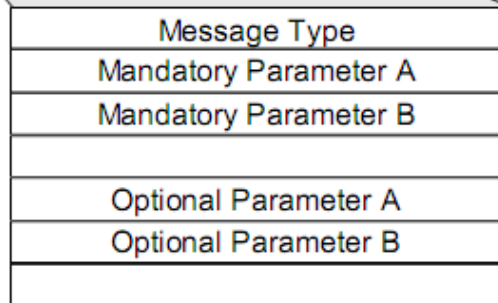 Message Type
Mandatory Parameter A
Mandatory Parameter B
Optional Parameter A
Optional Parameter B